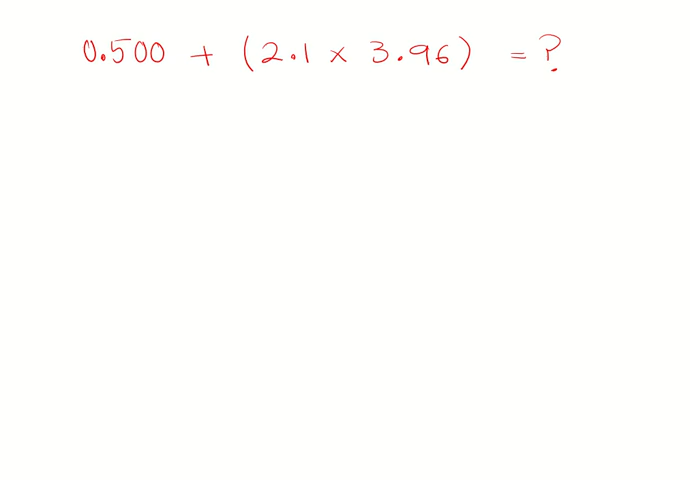 0.500 + (2.1 × 3.96) = ?